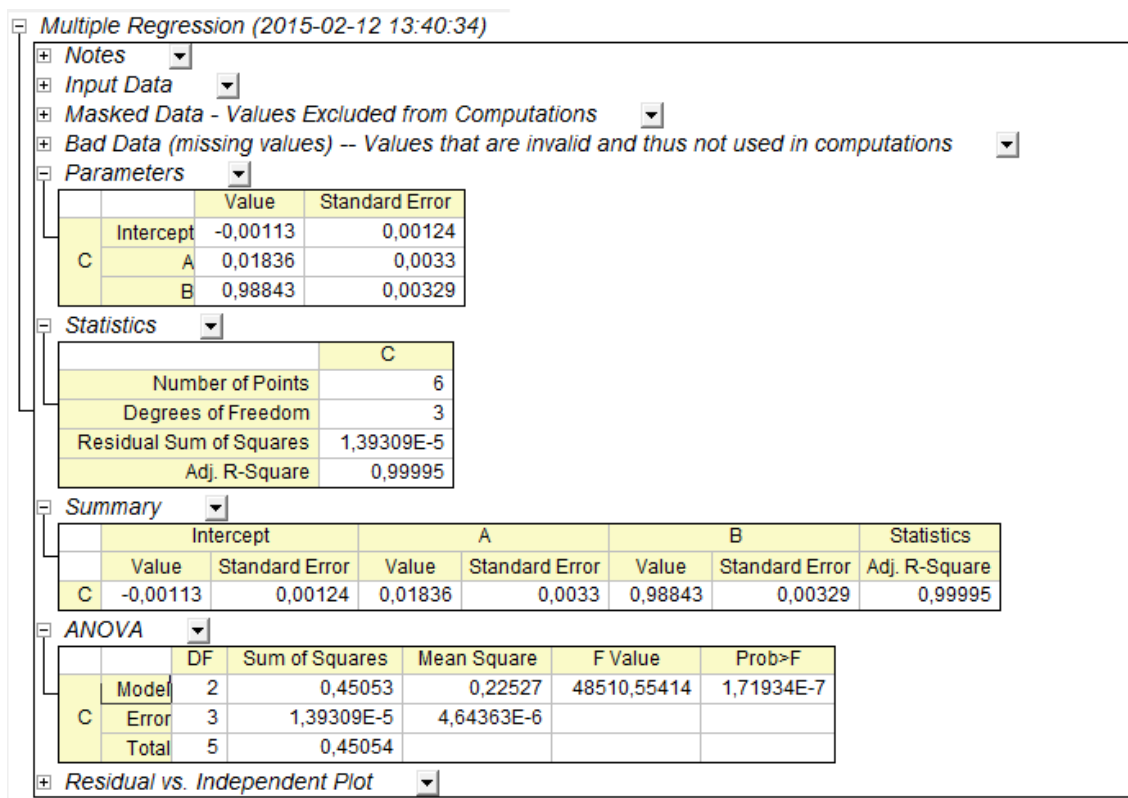 Multiple Regression (2015-02-12 13:40:34)
Notes
Input Data
Masked Data - Values Excluded from Computations
Bad Data (missing values) -- Values that are invalid and thus not used in computations
Parameters
Value Standard Error
Intercept -0,00113 0,00124
C A 0,01836 0,0033
B 0,98843 0,00329
Statistics
C
Number of Points 6
Degrees of Freedom 3
Residual Sum of Squares 1,39309E-5
Adj. R-Square 0,99995
Summary
Intercept A B Statistics
Value Standard Error Value Standard Error Value Standard Error Adj. R-Square
C -0,00113 0,00124 0,01836 0,0033 0,98843 0,00329 0,99995
ANOVA
DF Sum of Squares Mean Square F Value Prob>F
Model 2 0,45053 0,22527 48510,55414 1,71934E-7
C Error 3 1,39309E-5 4,64363E-6
Total 5 0,45054
Residual vs. Independent Plot